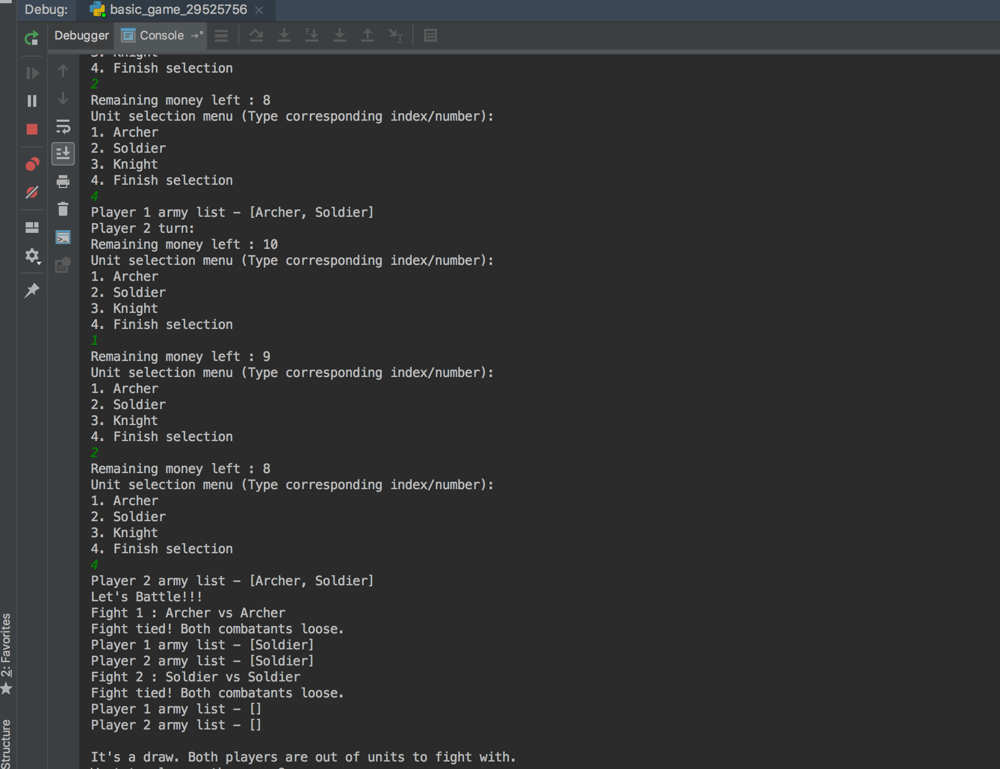 Debug: basic_game_29525756
Debugger Console
3. Knight
4. Finish selection
2
Remaining money left : 8
Unit selection menu (Type corresponding index/number):
1. Archer
2. Soldier
3. Knight
4. Finish selection
4
Player 1 army list - [Archer, Soldier]
Player 2 turn:
Remaining money left : 10
Unit selection menu (Type corresponding index/number):
1. Archer
2. Soldier
3. Knight
4. Finish selection
1
Remaining money left : 9
Unit selection menu (Type corresponding index/number):
1. Archer
2. Soldier
3. Knight
4. Finish selection
2
Remaining money left : 8
Unit selection menu (Type corresponding index/number):
1. Archer
2. Soldier
3. Knight
4. Finish selection
4
Player 2 army list - [Archer, Soldier]
Let's Battle!!!
Fight 1 : Archer vs Archer
Fight tied! Both combatants loose.
Player 1 army list - [Soldier]
Player 2 army list - [Soldier]
Fight 2 : Soldier vs Soldier
Fight tied! Both combatants loose.
Player 1 army list - []
Player 2 army list - []
It's a draw. Both players are out of units to fight with.
2: Favorites
Structure